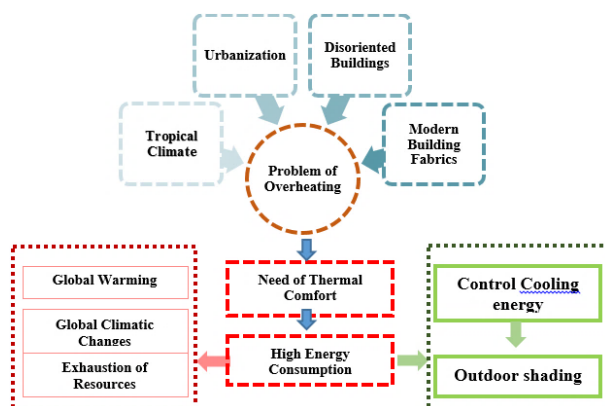 Urbanization
Disoriented
Buildings
Tropical
Climate
Modern
Building
Fabrics
Problem of
Overheating
Global Warming
Global Climatic
Changes
Exhaustion of
Resources
Need of Thermal
Comfort
High Energy
Consumption
Control Cooling
energy
Outdoor shading